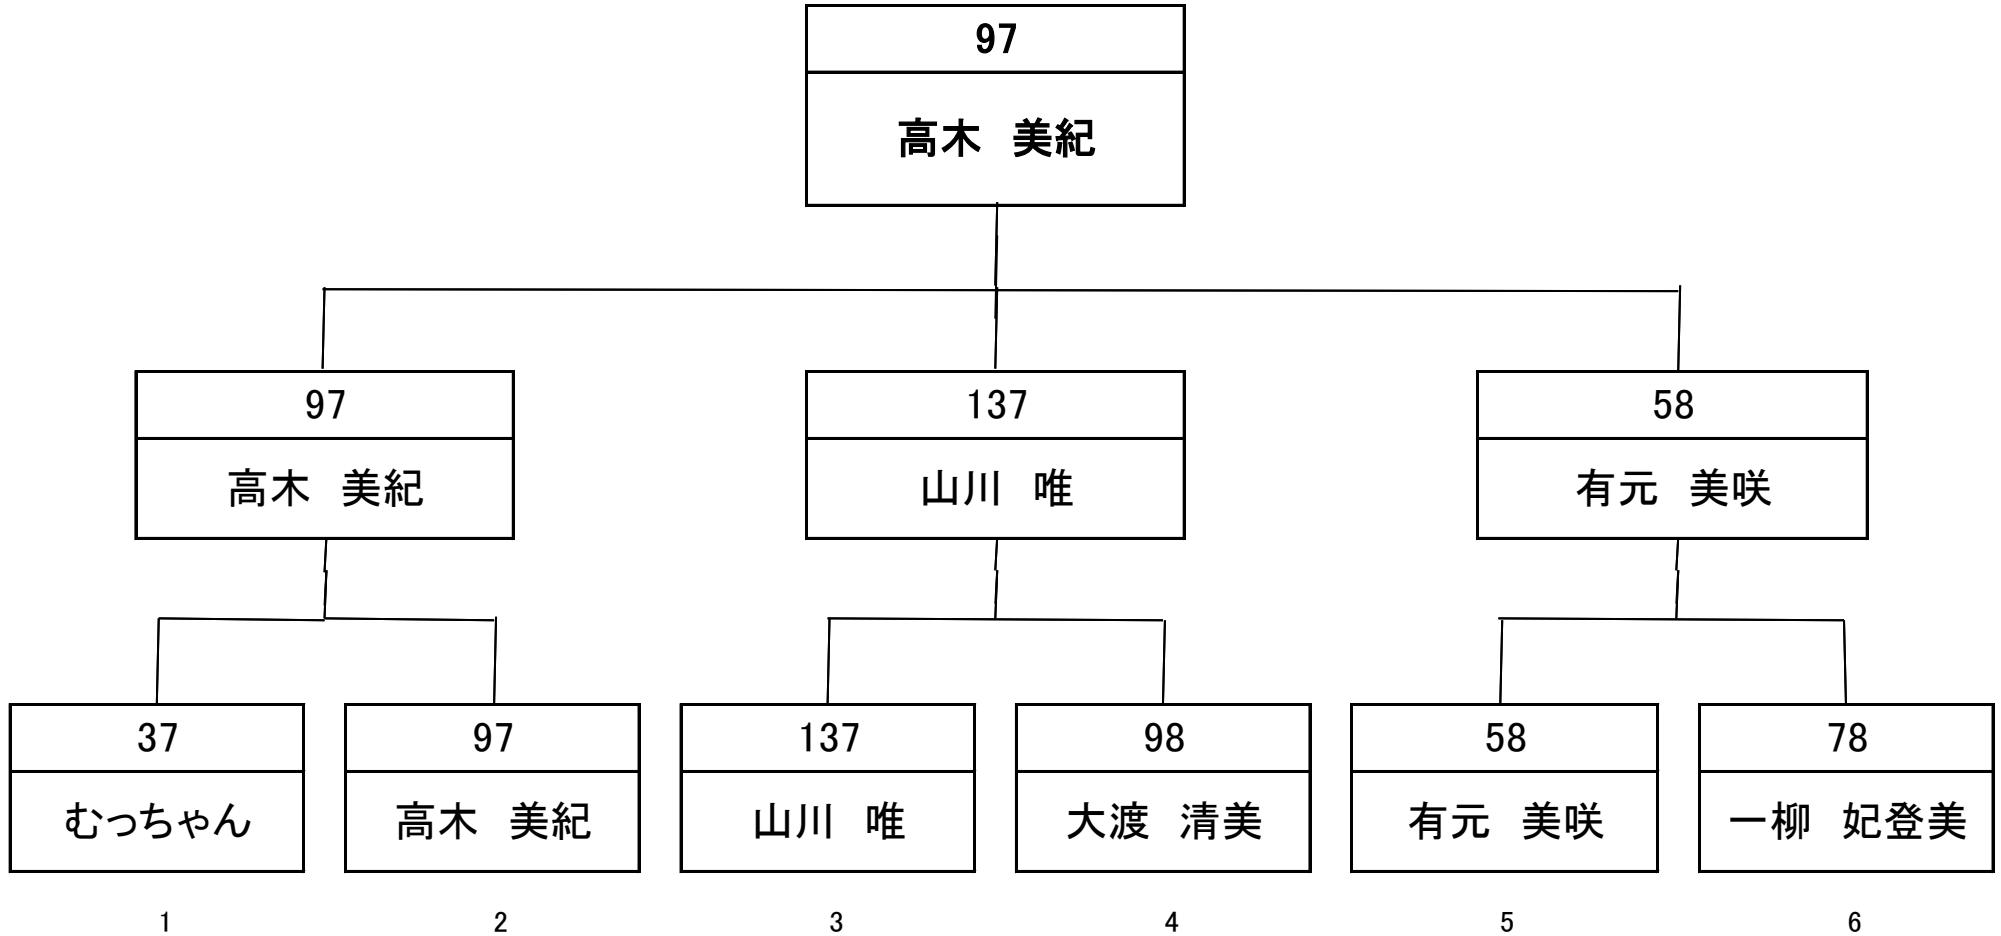 97
高木　美紀
97
137
58
高木　美紀
山川　唯
有元　美咲
37
97
137
98
58
78
むっちゃん
高木　美紀
山川　唯
大渡　清美
有元　美咲
一柳　妃登美
1
2
3
4
5
6